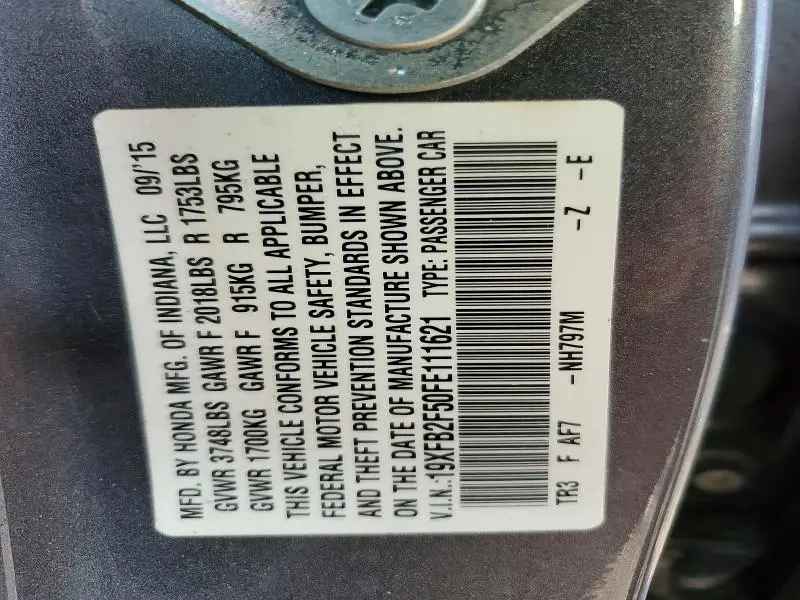 MFD. BY HONDA MFG. OF INDIANA, LLC 09/'15
GVWR 3748LBS GAWR F 2018LBS R 1753LBS
GVWR 1700KG GAWR F 915KG R 795KG
THIS VEHICLE CONFORMS TO ALL APPLICABLE
FEDERAL MOTOR VEHICLE SAFETY, BUMPER,
AND THEFT PREVENTION STANDARDS IN EFFECT
ON THE DATE OF MANUFACTURE SHOWN ABOVE.
V.I.N.:19XFB2F50FE111621 TYPE: PASSENGER CAR
TR3 F AF7 -NH797M -Z -E